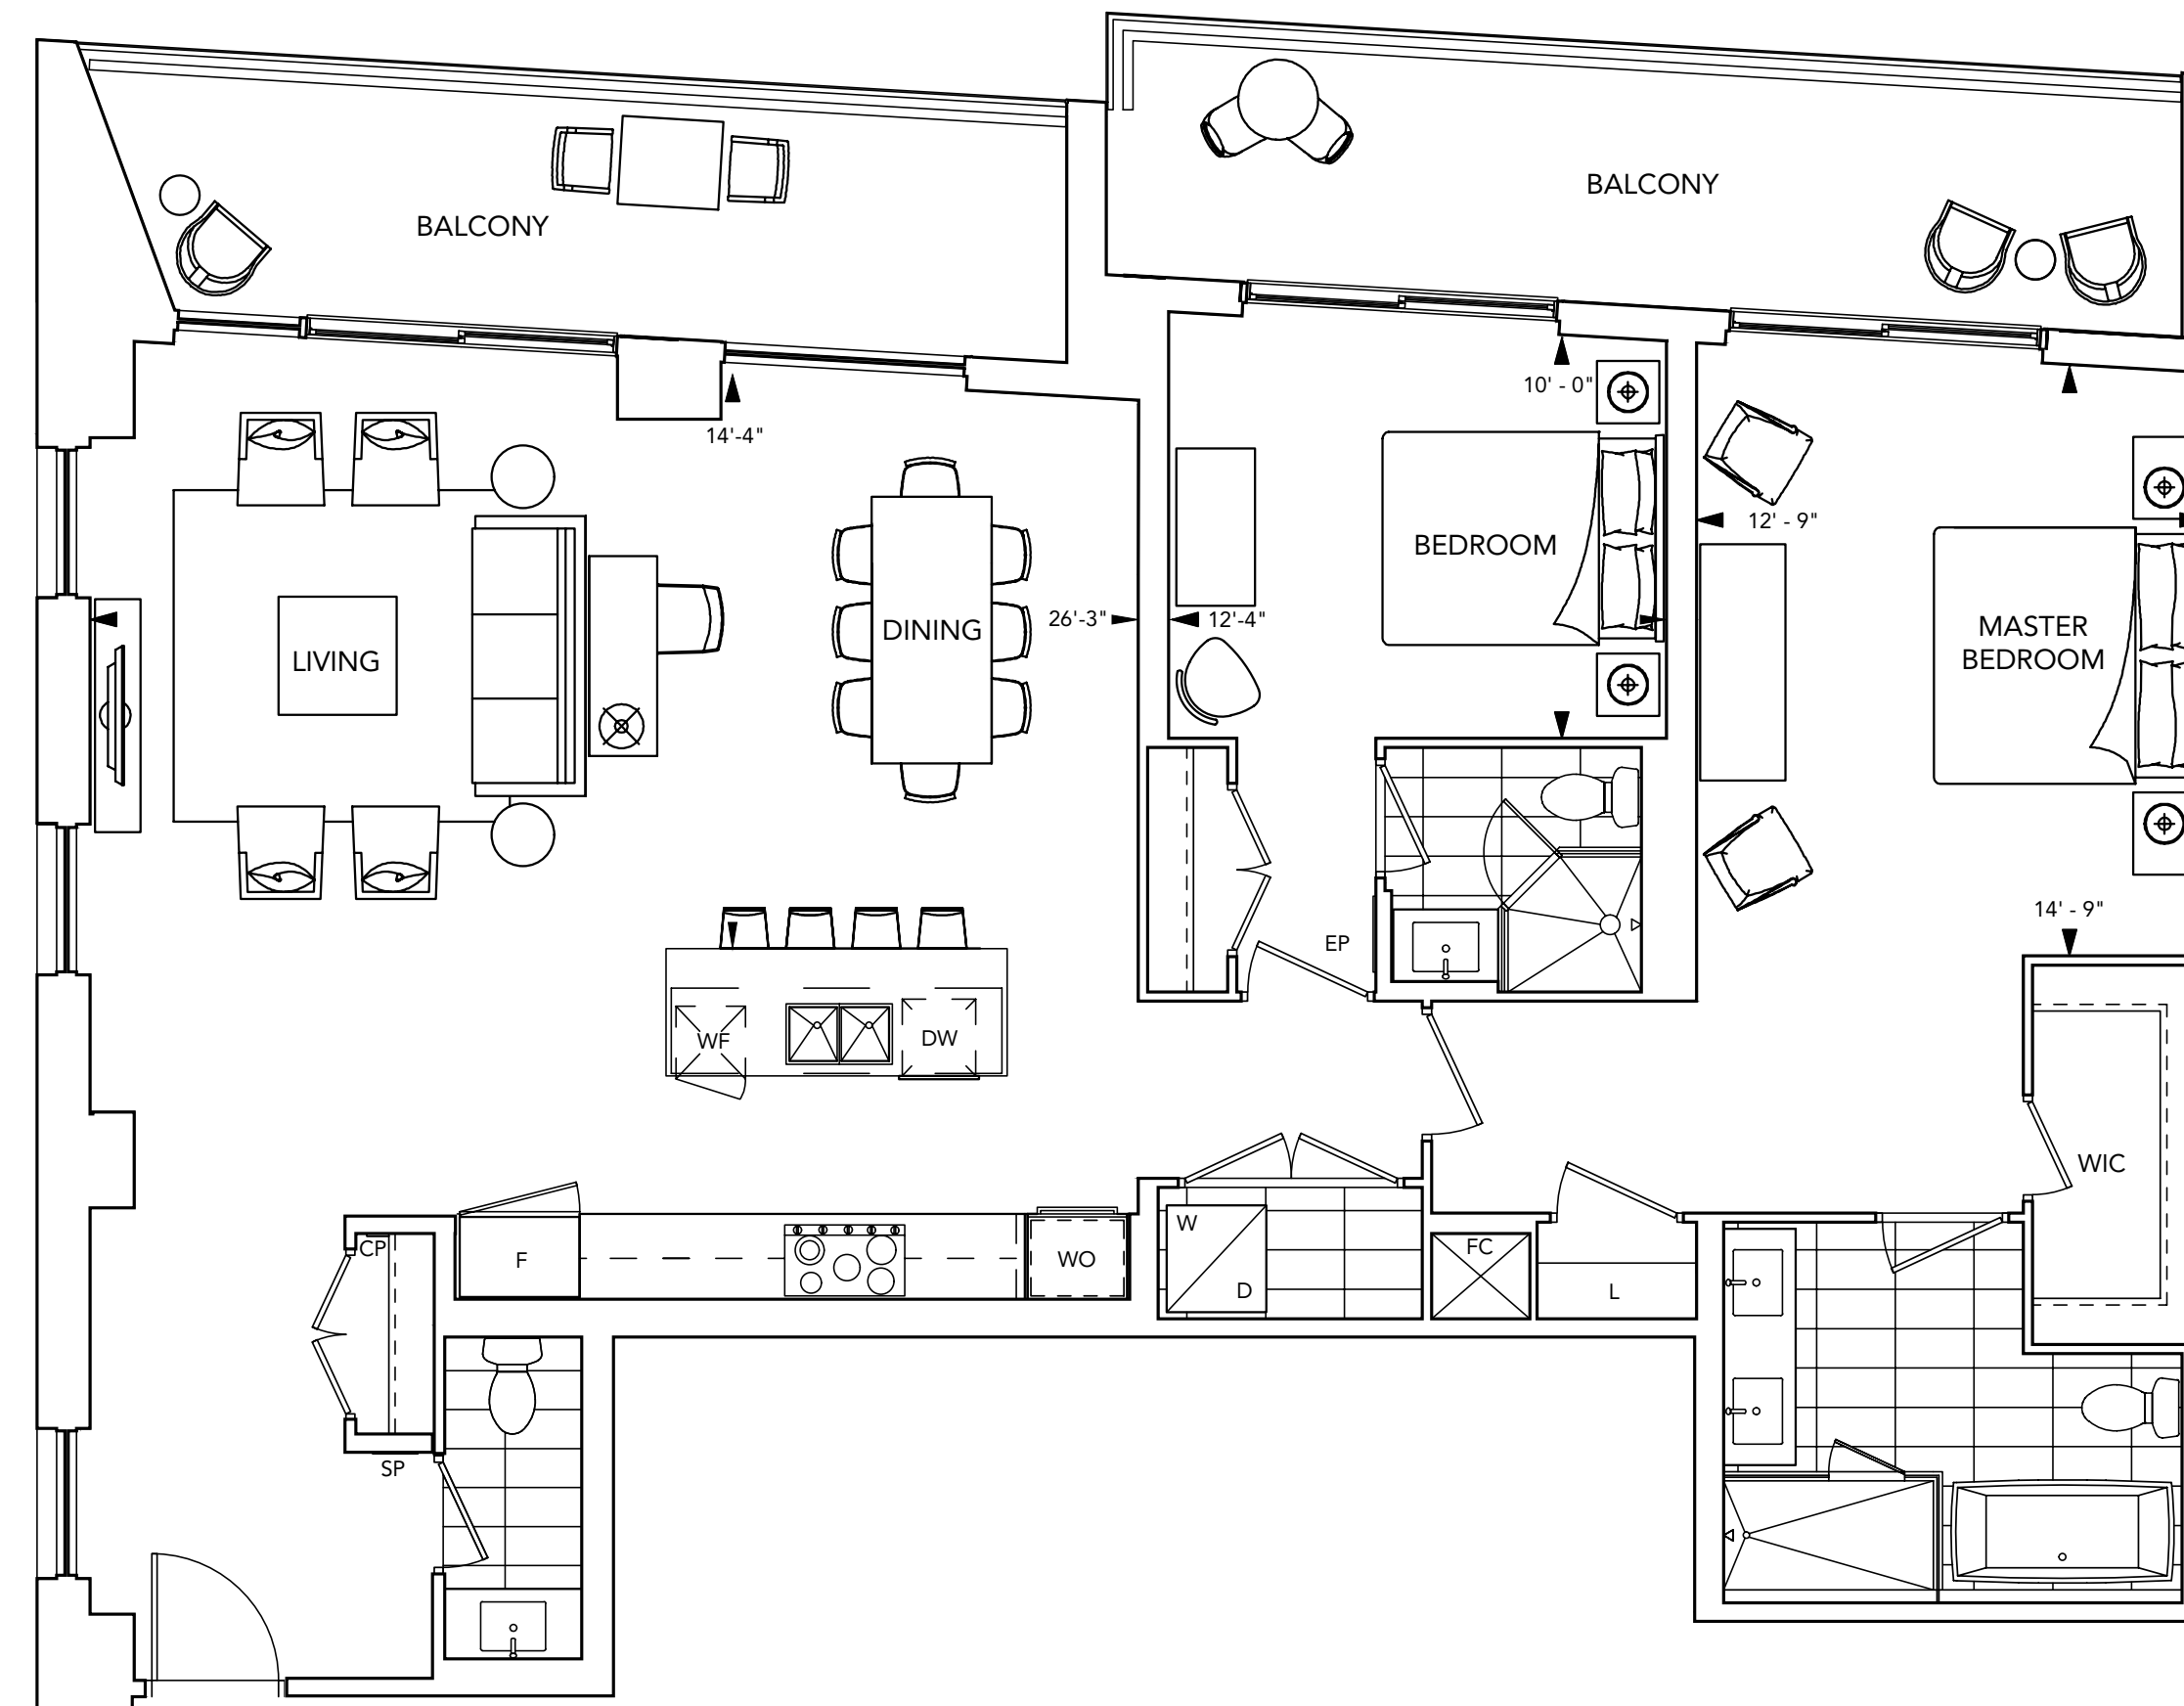 BALCONY
BALCONY
10' - 0"
14'-4"
12' - 9"
BEDROOM
26'-3"
12'-4"
DINING
LIVING
MASTER
BEDROOM
14' - 9"
EP
WF
DW
WIC
W
CP
F
WO
FC
D
L
SP